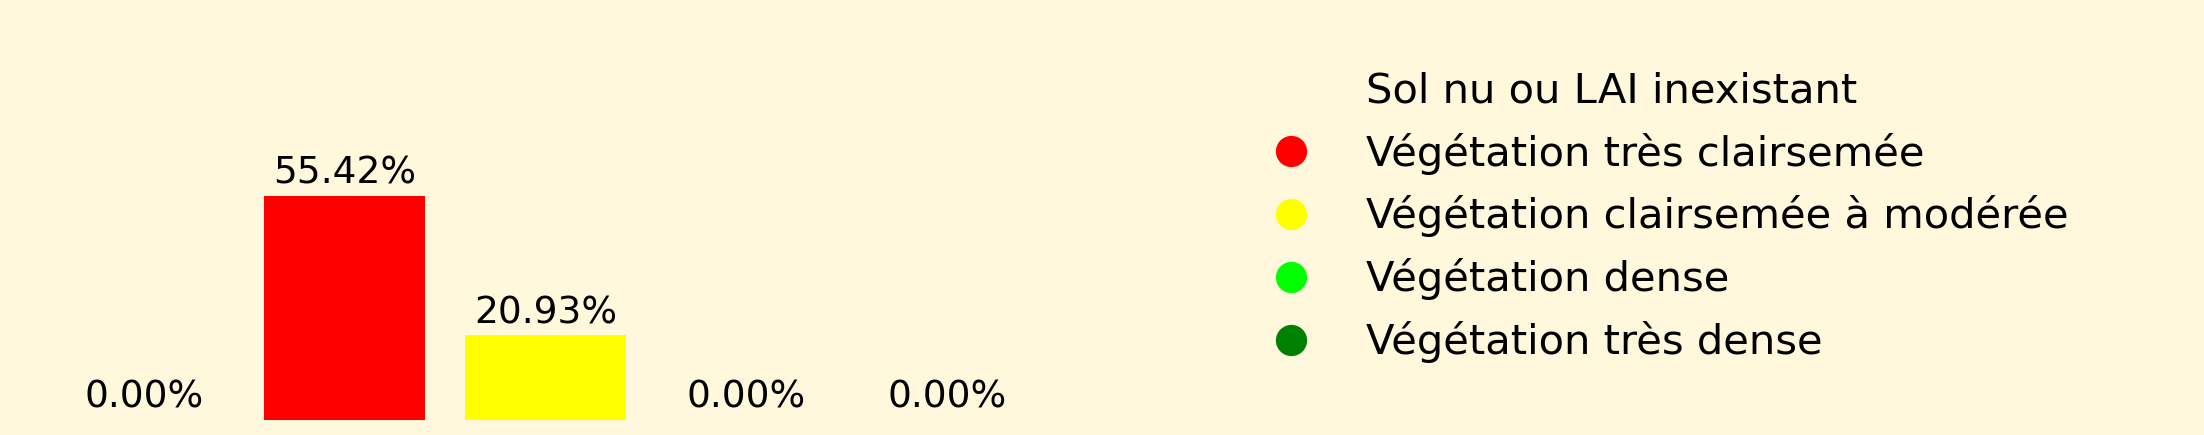 55.42%
20.93%
0.00%
0.00%
0.00%
Sol nu ou LAI inexistant
Végétation très clairsemée
Végétation clairsemée à modérée
Végétation dense
Végétation très dense